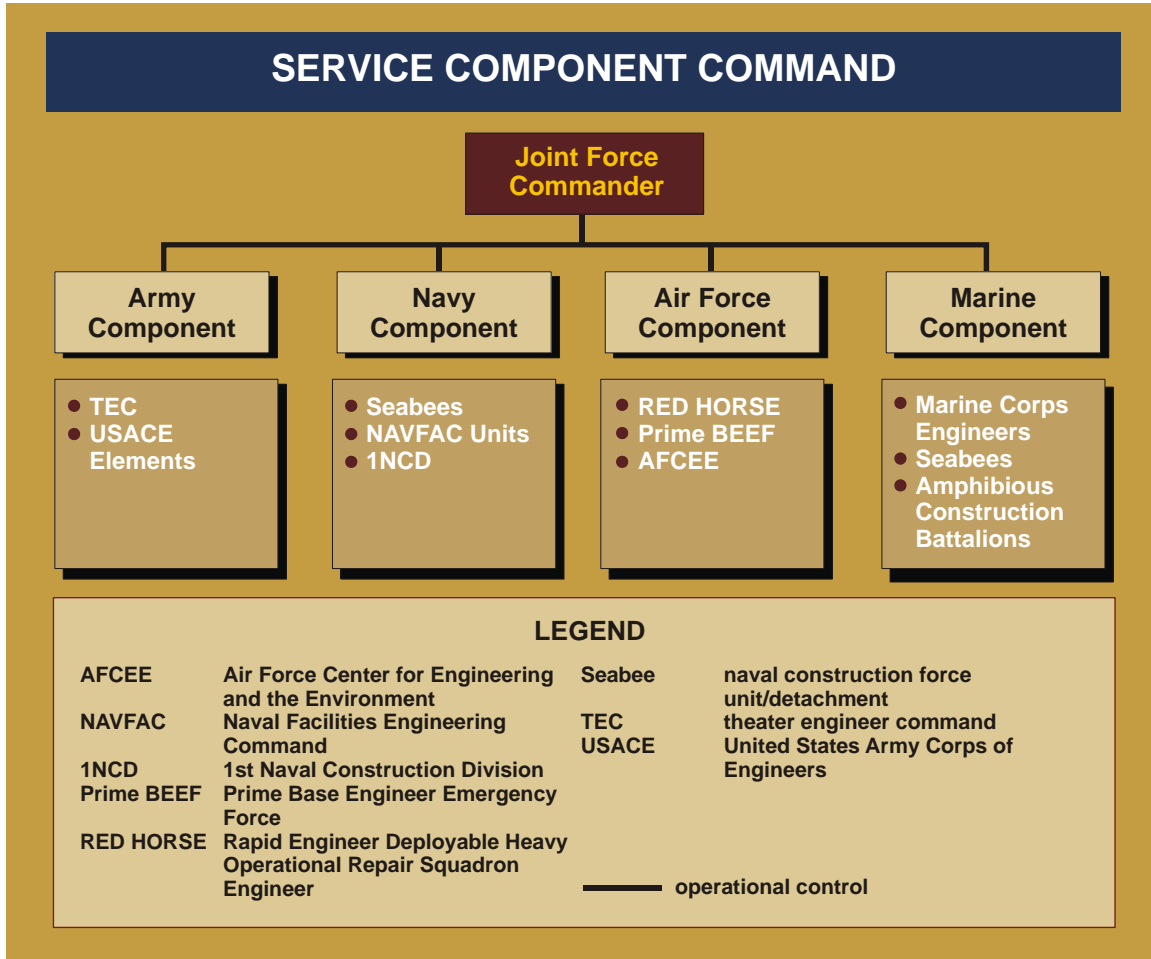 SERVICE COMPONENT COMMAND
Joint Force
Commander
Army
Component
Navy
Component
Air Force
Component
Marine
Component
TEC
USACE
Elements
Seabees
NAVFAC Units
1NCD
RED HORSE
Prime BEEF
AFCEE
Marine Corps
Engineers
Seabees
Amphibious
Construction
Battalions
LEGEND
AFCEE Air Force Center for Engineering
and the Environment
NAVFAC Naval Facilities Engineering
Command
1NCD 1st Naval Construction Division
Prime BEEF Prime Base Engineer Emergency
Force
RED HORSE Rapid Engineer Deployable Heavy
Operational Repair Squadron
Engineer
Seabee naval construction force
unit/detachment
TEC theater engineer command
USACE United States Army Corps of
Engineers
operational control